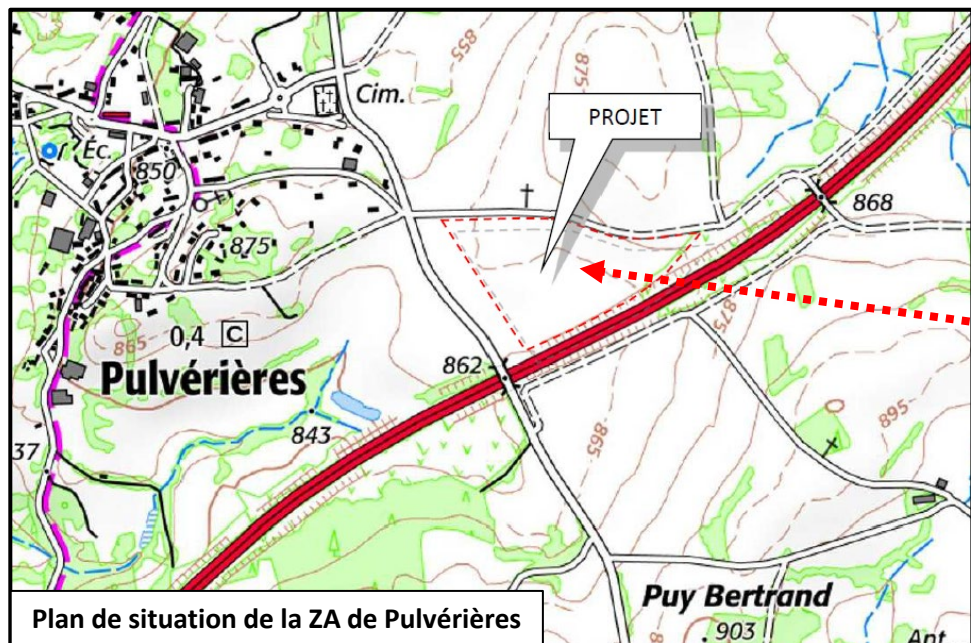 855
875
Cim.
PROJET
Éc.
850
868
875
862
0,4 C
865
Pulvérières
875
843
865
895
37
Puy Bertrand
903
Ant.
Plan de situation de la ZA de Pulvérières